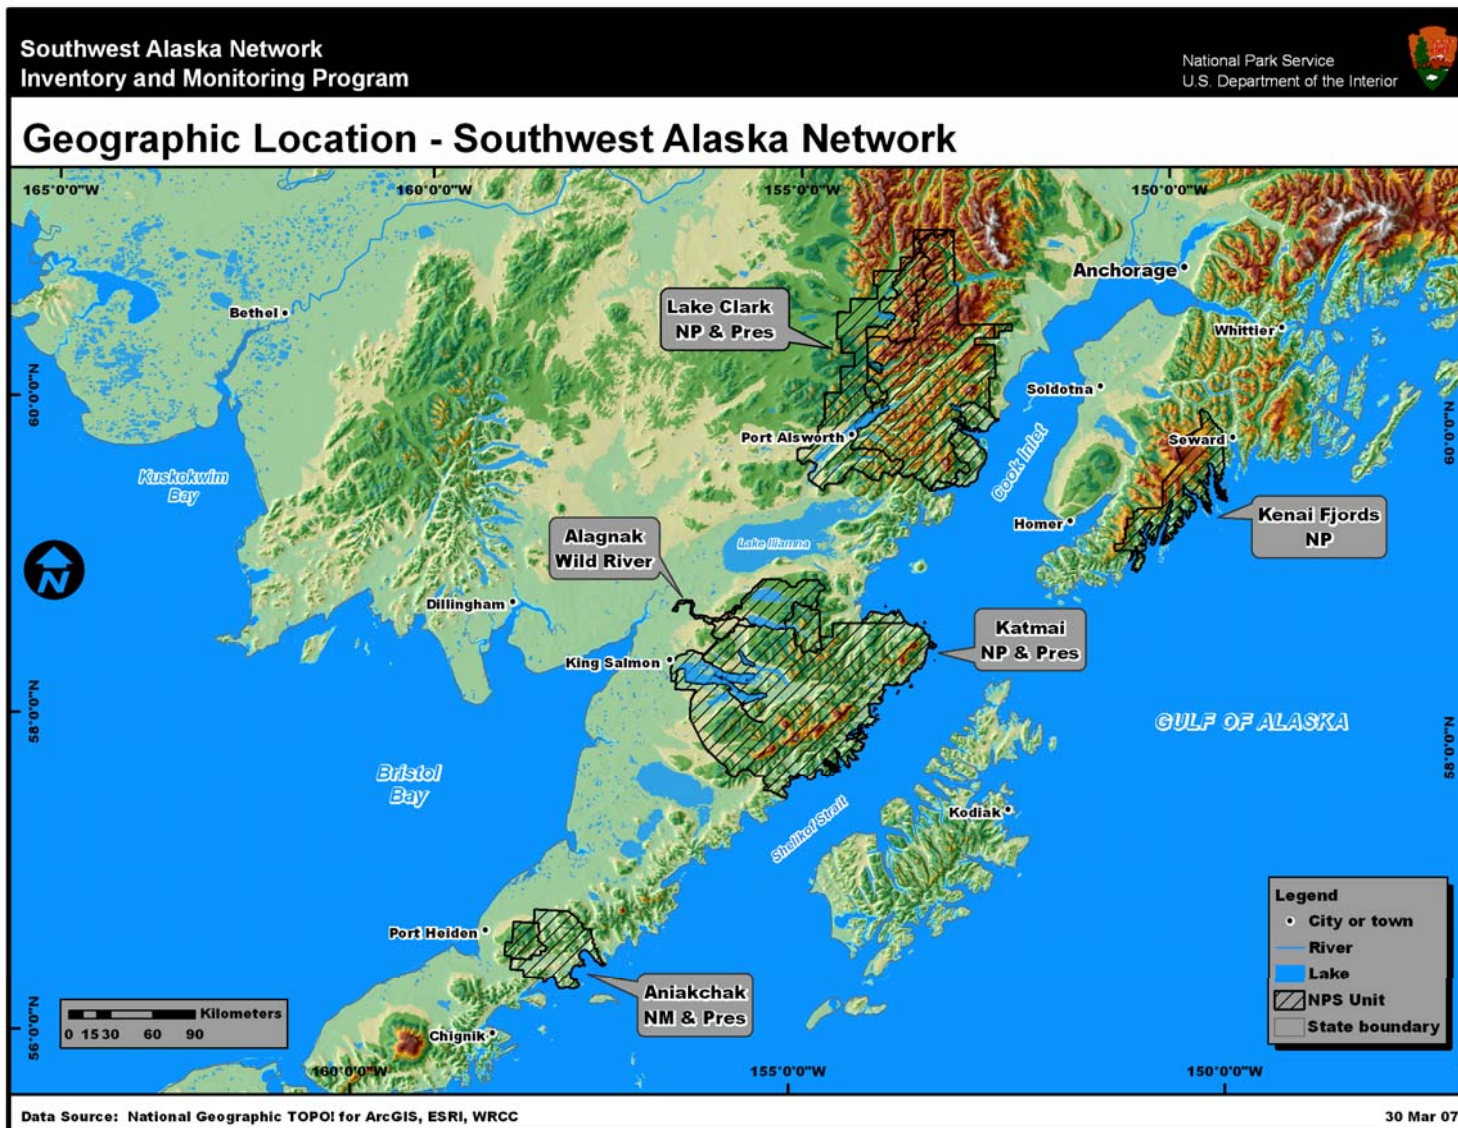 Southwest Alaska Network
Inventory and Monitoring Program
National Park Service
U.S. Department of the Interior
Geographic Location - Southwest Alaska Network
165°0'0"W
160°0'0"W
155°0'0"W
150°0'0"W
Anchorage
Lake Clark
NP & Pres
Bethel
Whittier
60°0'0"N
Soldotna
60°0'0"N
Port Alsworth
Seward
Kuskokwim
Bay
Cook Inlet
Homer
Kenai Fjords
NP
Alagnak
Wild River
Lake Iliamna
N
Dillingham
Katmai
NP & Pres
King Salmon
58°0'0"N
GULF OF ALASKA
58°0'0"N
Bristol
Bay
Kodiak
Shelikof Strait
Port Heiden
Aniakchak
NM & Pres
Chignik
Legend
City or town
River
Lake
NPS Unit
State boundary
Kilometers
0 15 30 60 90
56°0'0"N
160°0'0"W
155°0'0"W
150°0'0"W
Data Source: National Geographic TOPO! for ArcGIS, ESRI, WRCC
30 Mar 07